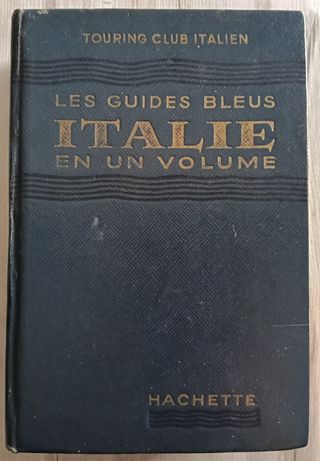 TOURING CLUB ITALIEN
LES GUIDES BLEUS
ITALIE
EN UN VOLUME
HACHETTE